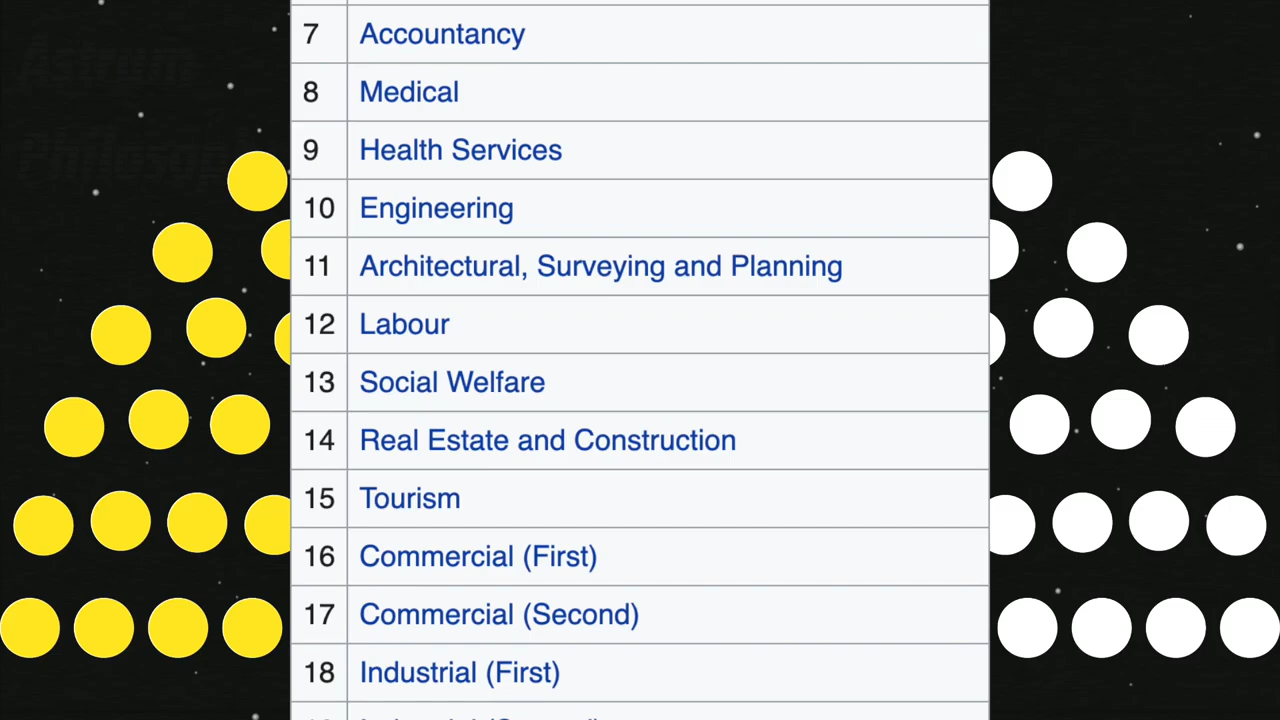 7 Accountancy
8 Medical
9 Health Services
10 Engineering
11 Architectural, Surveying and Planning
12 Labour
13 Social Welfare
14 Real Estate and Construction
15 Tourism
16 Commercial (First)
17 Commercial (Second)
18 Industrial (First)